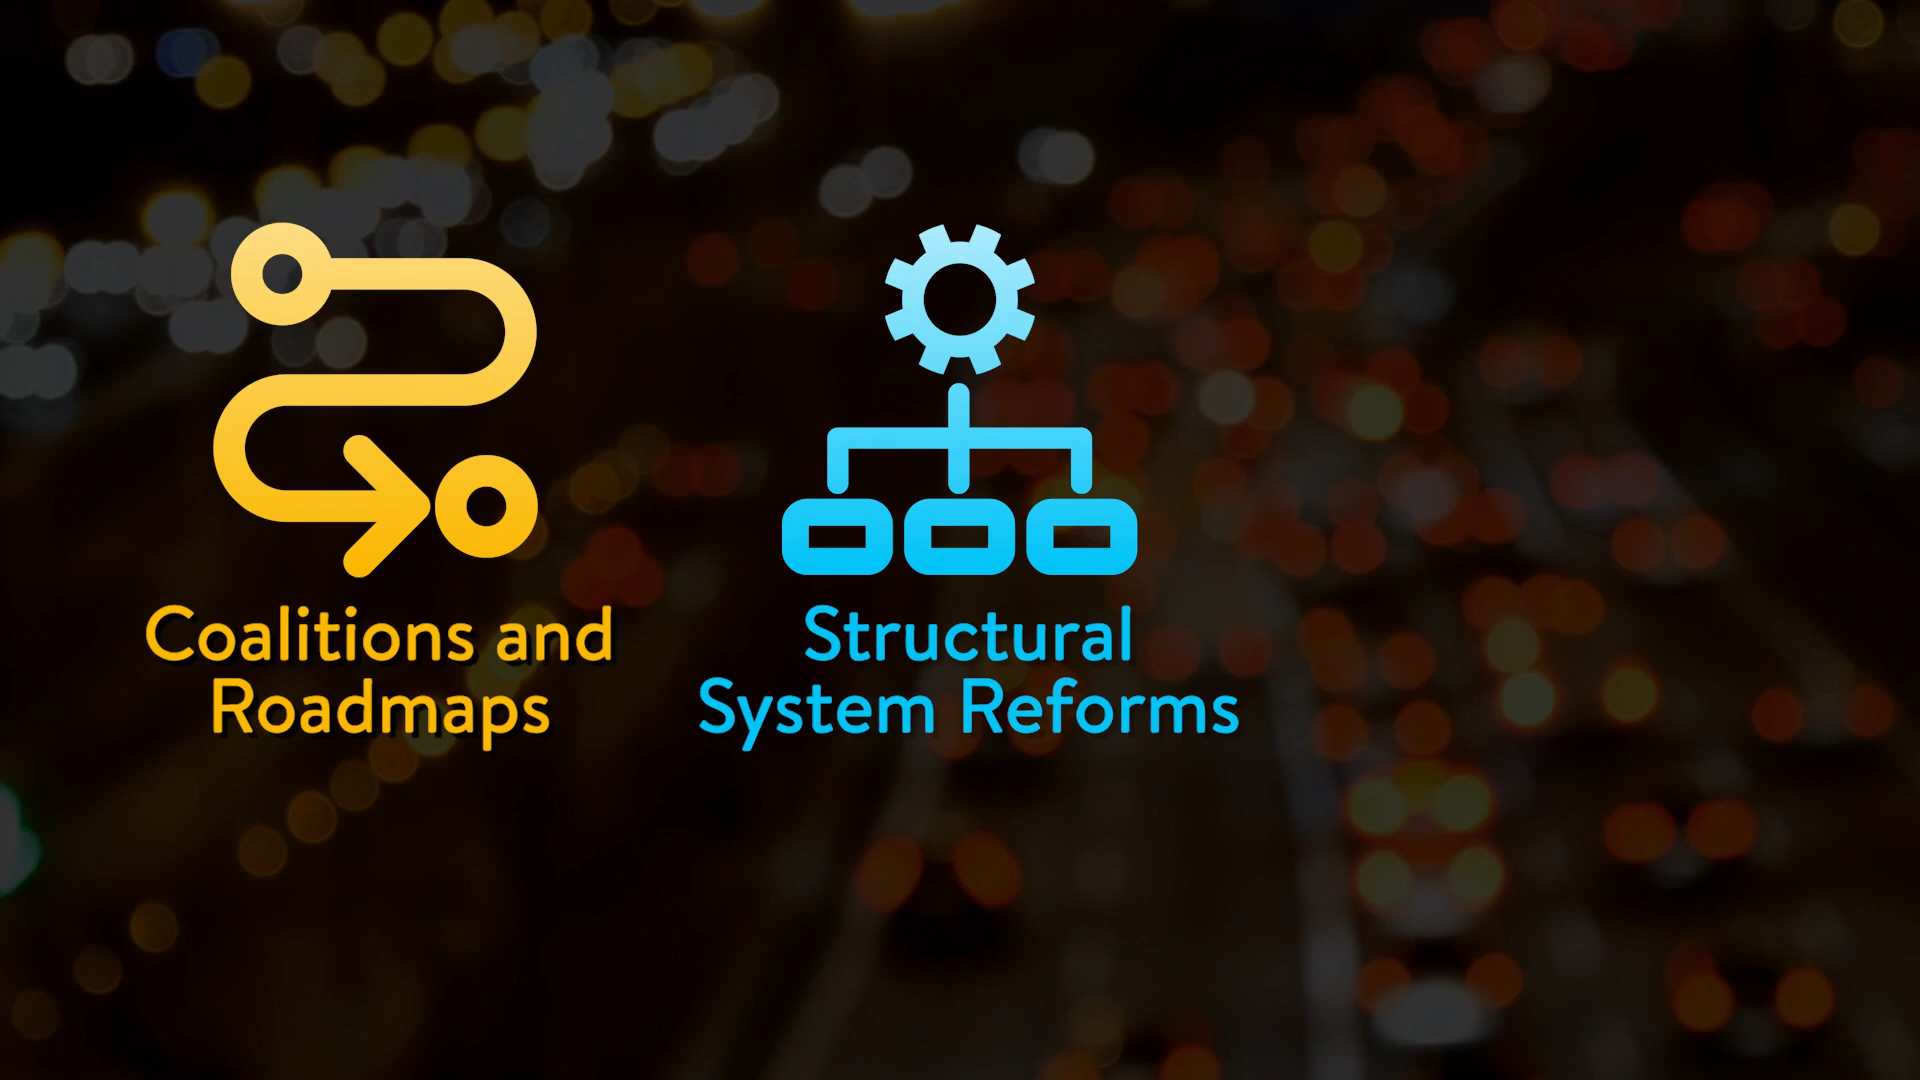 Coalitions and
Roadmaps
Structural
System Reforms